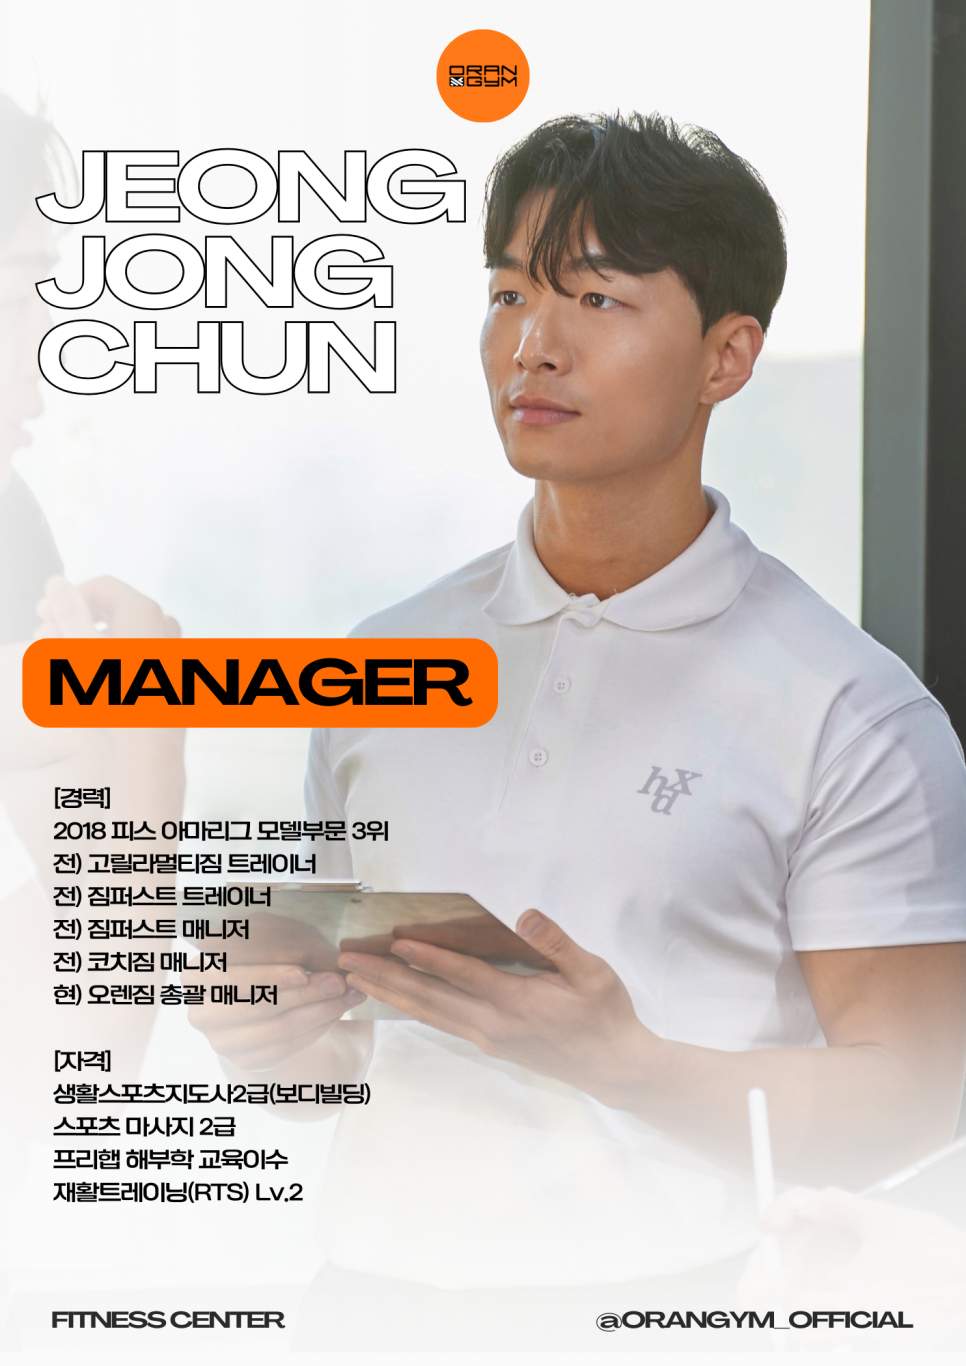 ORAN
GYM
JEONG
JONG
CHUN
MANAGER
hxd
[경력]
2018 피스 아마리그 모델부문 3위
전) 고릴라멀티짐 트레이너
전) 짐퍼스트 트레이너
전) 짐퍼스트 매니저
전) 코치짐 매니저
현) 오렌짐 총괄 매니저
[자격]
생활스포츠지도사2급(보디빌딩)
스포츠 마사지 2급
프리햅 해부학 교육이수
재활트레이닝(RTS) Lv.2
FITNESS CENTER
@ORANGYM_OFFICIAL